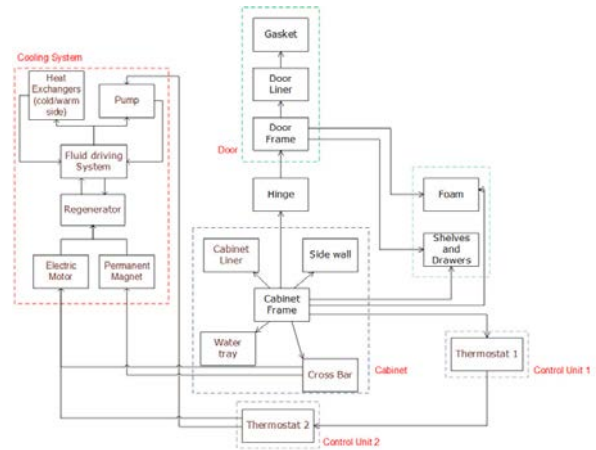 Cooling System
Heat
Exchangers
(cold/warm
side)
Pump
Fluid driving
System
Regenerator
Electric
Motor
Permanent
Magnet
Gasket
Door
Liner
Door
Frame
Door
Hinge
Foam
Shelves
and
Drawers
Cabinet
Liner
Side wall
Cabinet
Frame
Water
tray
Cross Bar
Cabinet
Thermostat 1
Control Unit 1
Thermostat 2
Control Unit 2